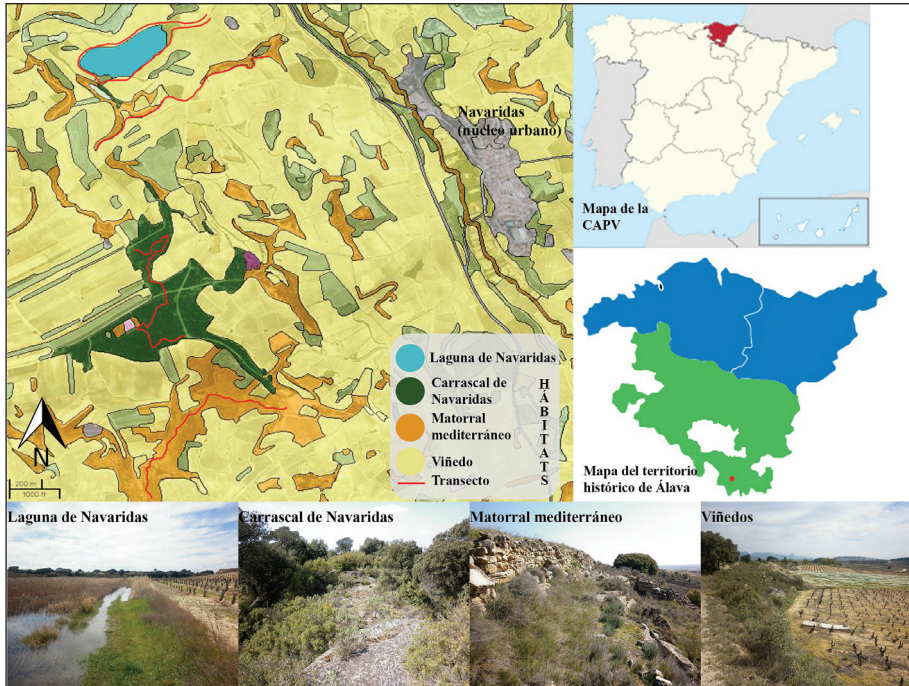 Navaridas
(núcleo urbano)
Laguna de Navaridas
Carrascal de
Navaridas
Matorral
mediterráneo
Viñedo
Transecto
HÁBITATS
N
200 m
1000 ft
Mapa de la
CAPV
Mapa del territorio
histórico de Álava
Laguna de Navaridas
Carrascal de Navaridas
Matorral mediterráneo
Viñedos